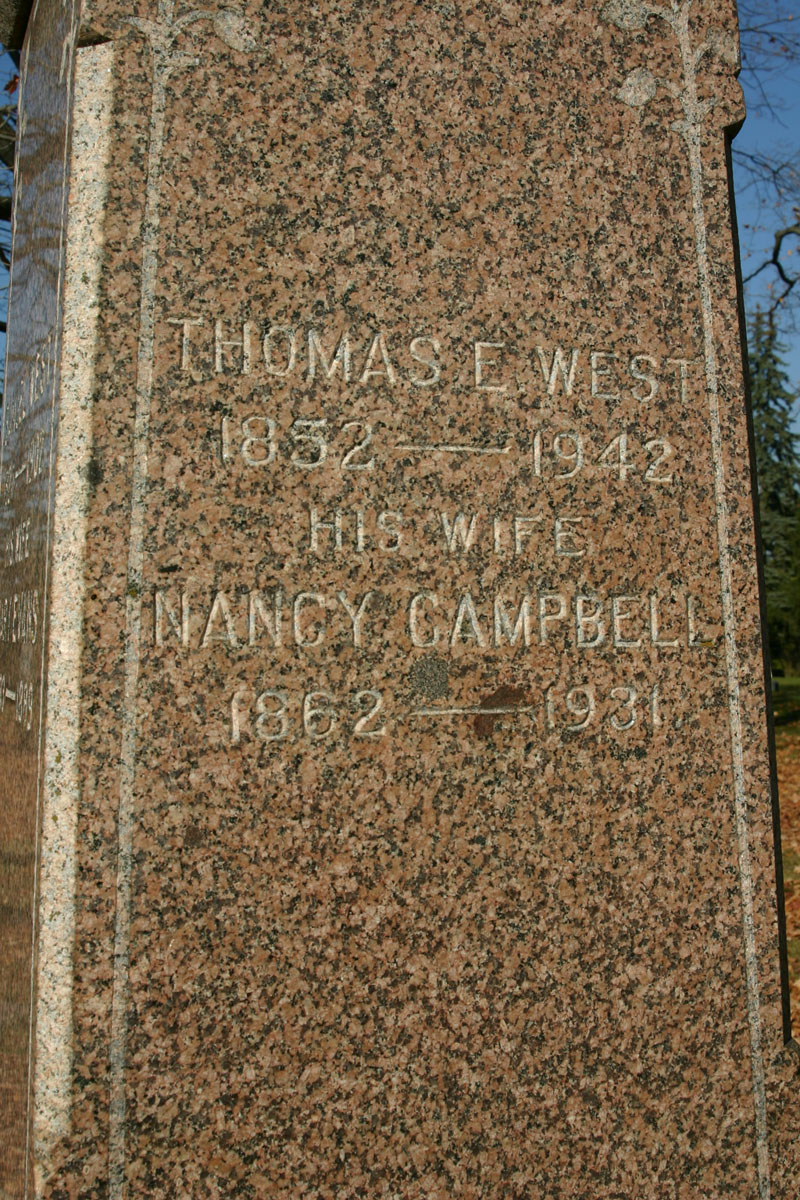 THOMAS E. WEST
1852 — 1942
HIS WIFE
NANCY CAMPBELL
1862 — 1931